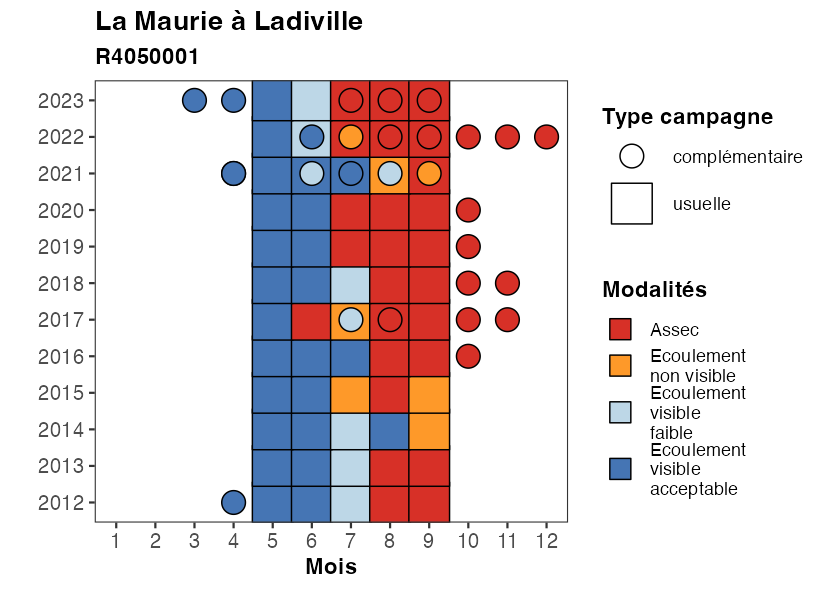 La Maurie à Ladiville
R4050001
2023
2022
2021
2020
2019
2018
2017
2016
2015
2014
2013
2012
1 2 3 4 5 6 7 8 9 10 11 12
Mois
Type campagne
complémentaire
usuelle
Modalités
Assec
Ecoulement
non visible
Ecoulement
visible
faible
Ecoulement
visible
acceptable